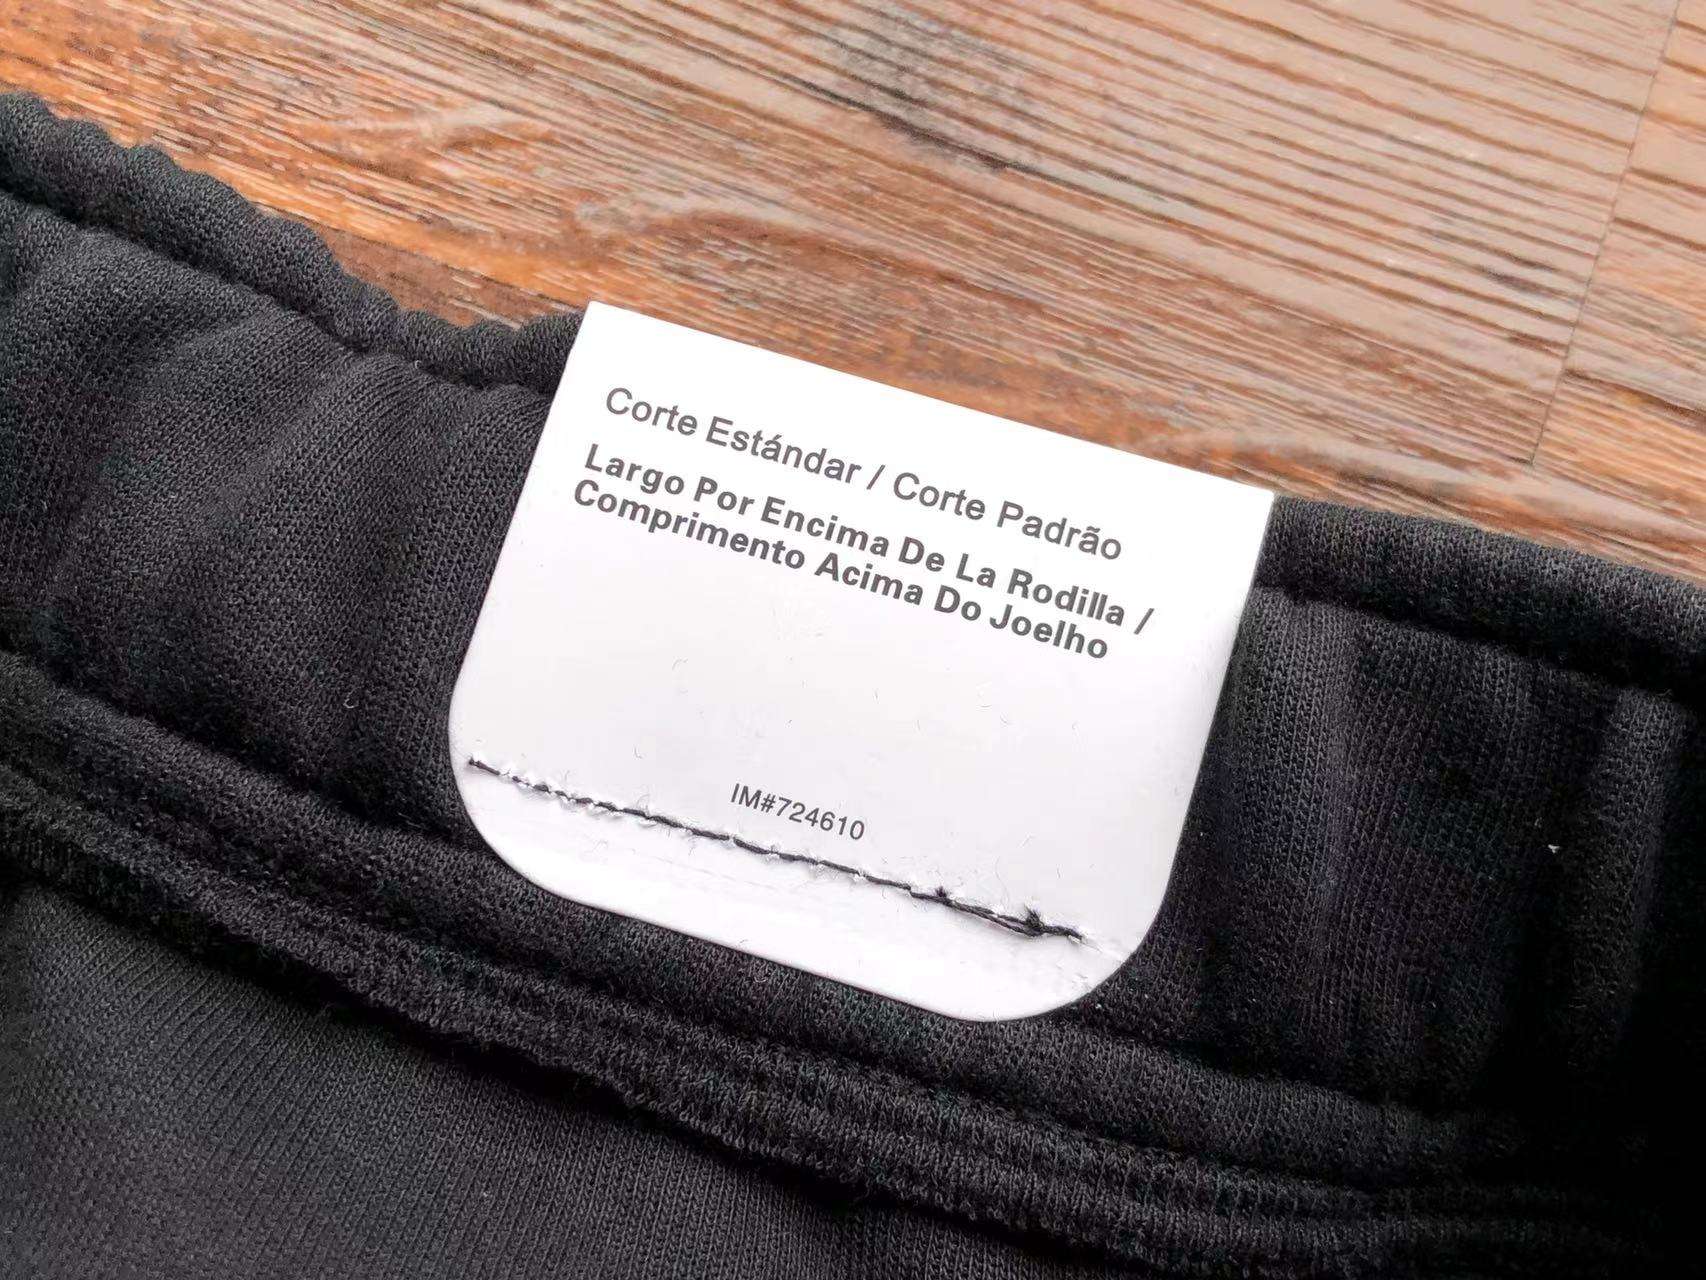 Corte Estándar / Corte Padrão
Largo Por Encima De La Rodilla /
Comprimento Acima Do Joelho
IM#724610